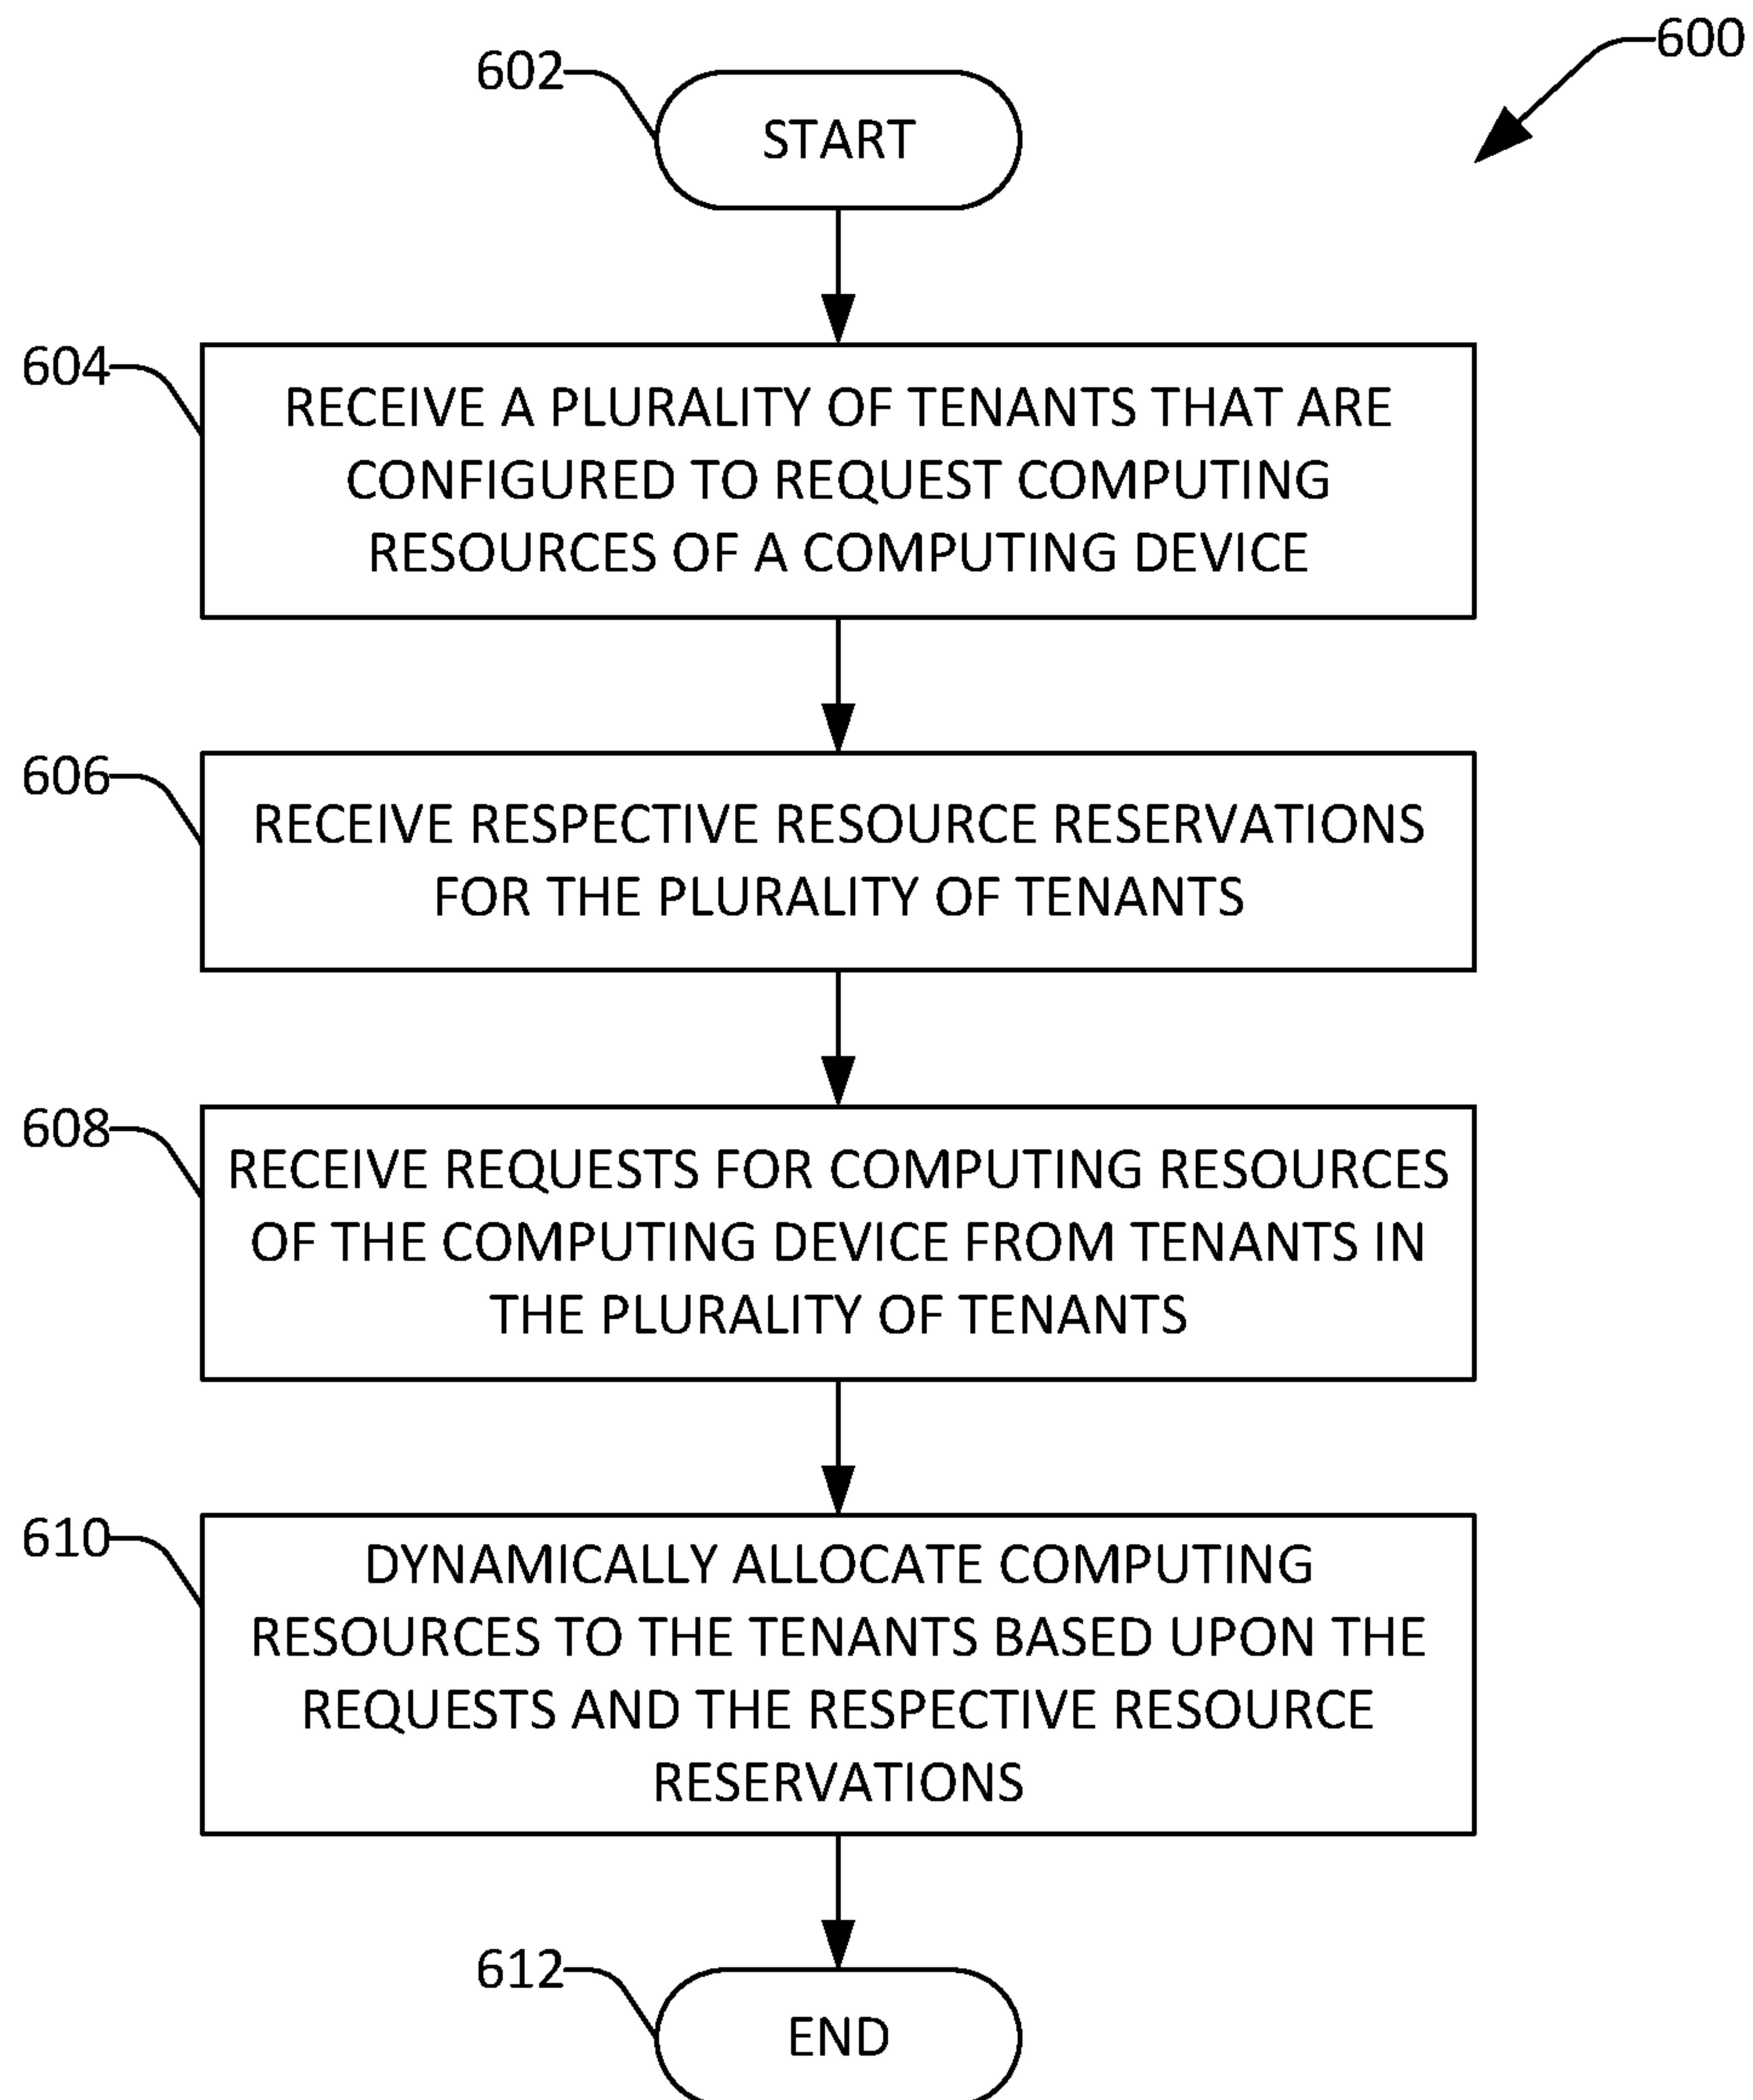 600
602
START
604
RECEIVE A PLURALITY OF TENANTS THAT ARE
CONFIGURED TO REQUEST COMPUTING
RESOURCES OF A COMPUTING DEVICE
606
RECEIVE RESPECTIVE RESOURCE RESERVATIONS
FOR THE PLURALITY OF TENANTS
608
RECEIVE REQUESTS FOR COMPUTING RESOURCES
OF THE COMPUTING DEVICE FROM TENANTS IN
THE PLURALITY OF TENANTS
610
DYNAMICALLY ALLOCATE COMPUTING
RESOURCES TO THE TENANTS BASED UPON THE
REQUESTS AND THE RESPECTIVE RESOURCE
RESERVATIONS
612
END